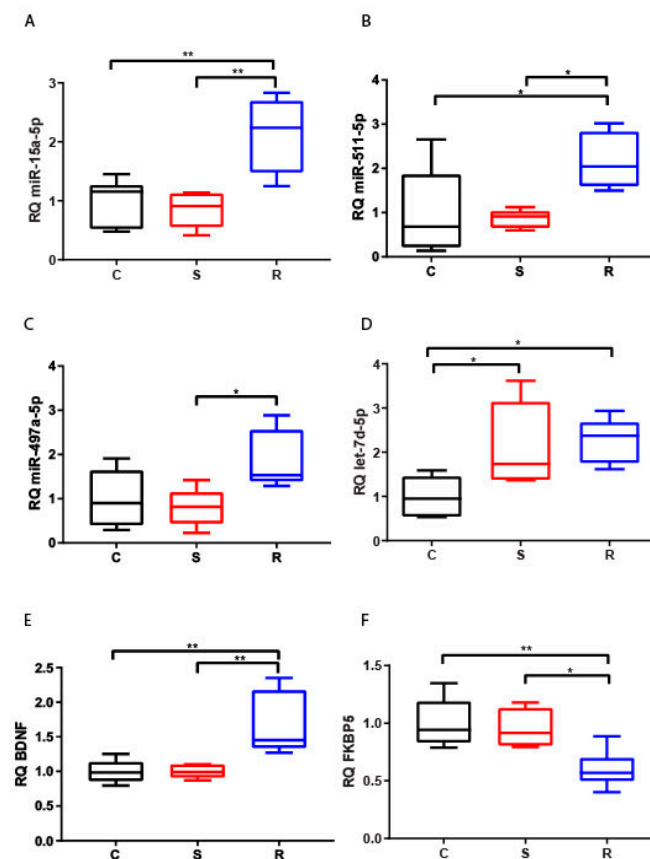 A
RQ miR-15a-5p
**
**
3
2
1
0
C S R
B
RQ miR-511-5p
*
*
4
3
2
1
0
C S R
C
RQ miR-497a-5p
*
4
3
2
1
0
C S R
D
RQ let-7d-5p
*
*
4
3
2
1
0
C S R
E
RQ BDNF
**
**
2.5
2.0
1.5
1.0
0.5
0.0
C S R
F
RQ FKBP5
**
*
1.5
1.0
0.5
0.0
C S R